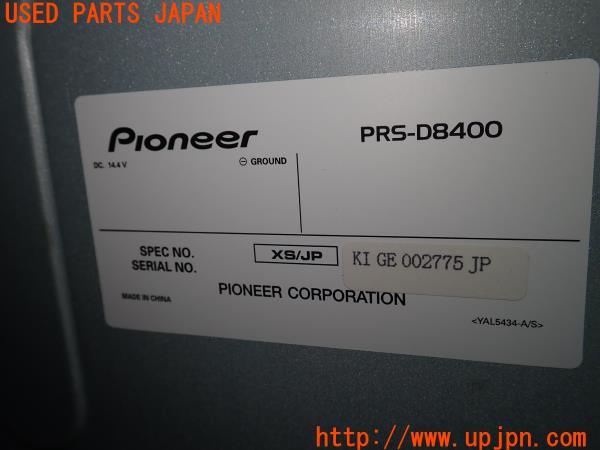 USED PARTS JAPAN
Pioneer
PRS-D8400
DC. 14.4 V
⊖ GROUND
SPEC NO.
XS/JP
SERIAL NO.
KI GE 002775 JP
MADE IN CHINA
PIONEER CORPORATION
<YAL5434-A/S>
http://www.upjpn.com/